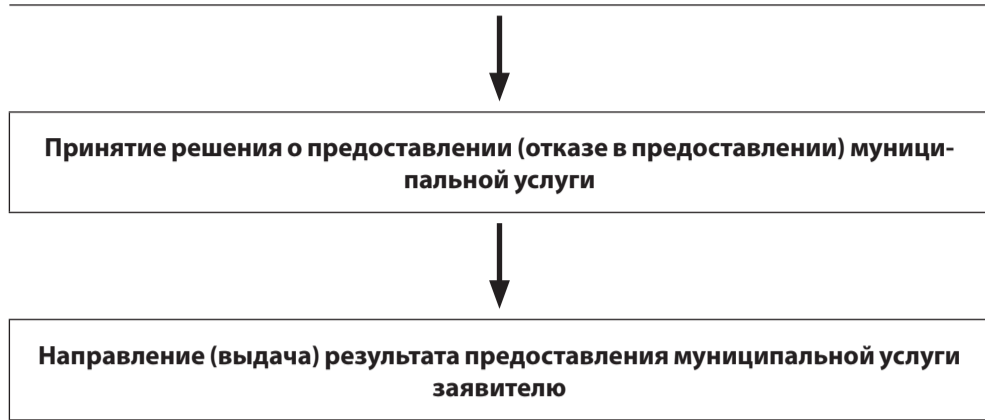 Принятие решения о предоставлении (отказе в предоставлении) муници-
пальной услуги
Направление (выдача) результата предоставления муниципальной услуги
заявителю